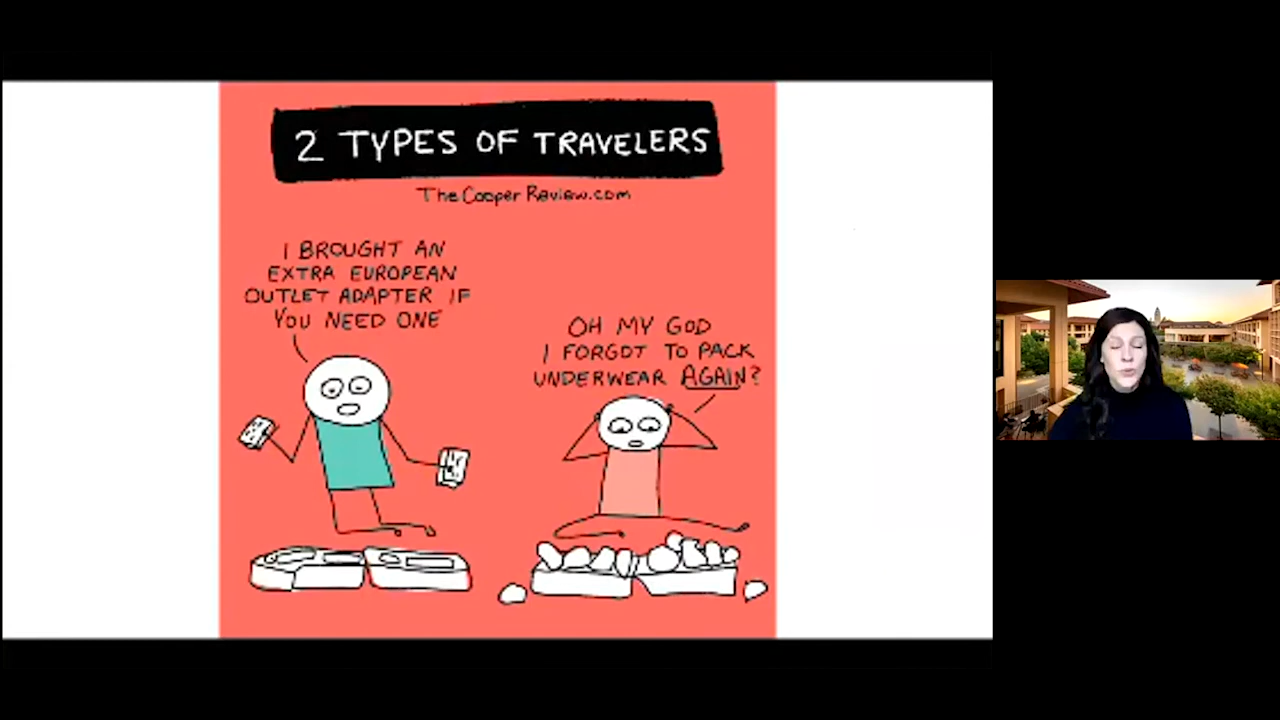 2 TYPES OF TRAVELERS
TheCooperReview.com
I BROUGHT AN
EXTRA EUROPEAN
OUTLET ADAPTER IF
YOU NEED ONE
OH MY GOD
I FORGOT TO PACK
UNDERWEAR AGAIN?